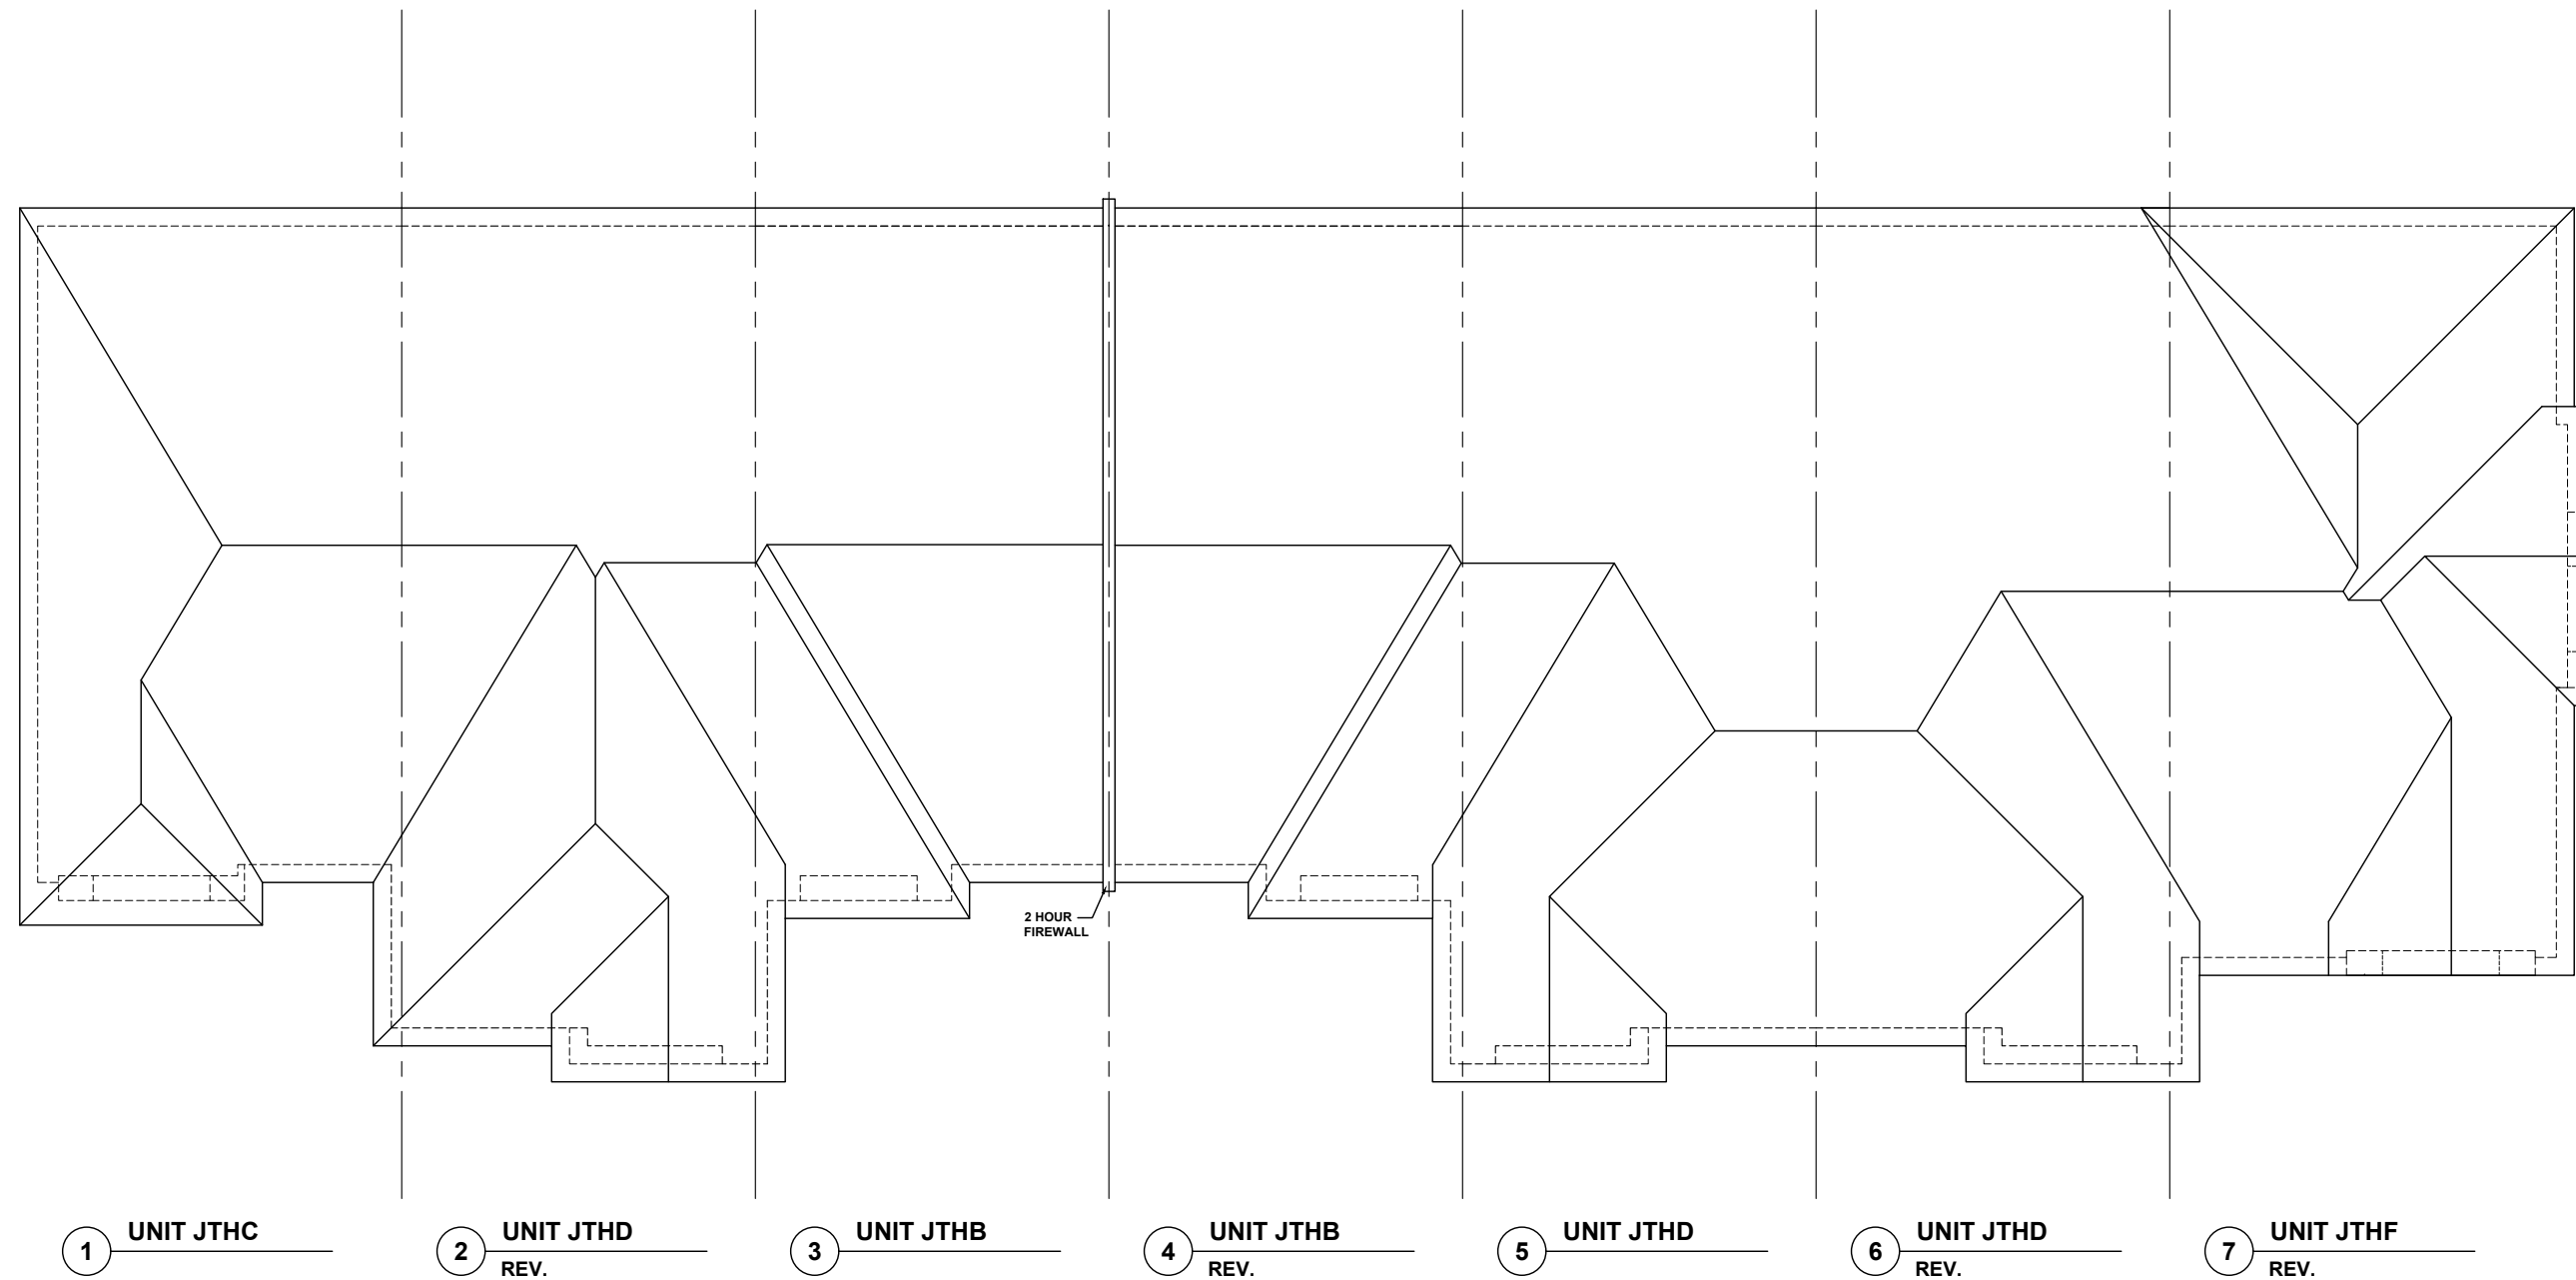 2 HOUR
FIREWALL
1 UNIT JTHC
2 UNIT JTHD
REV.
3 UNIT JTHB
4 UNIT JTHB
REV.
5 UNIT JTHD
6 UNIT JTHD
REV.
7 UNIT JTHF
REV.